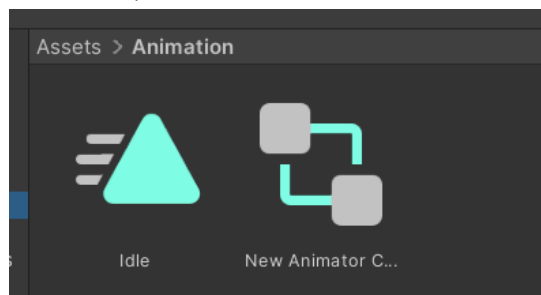 Assets > Animation
Idle
New Animator C...